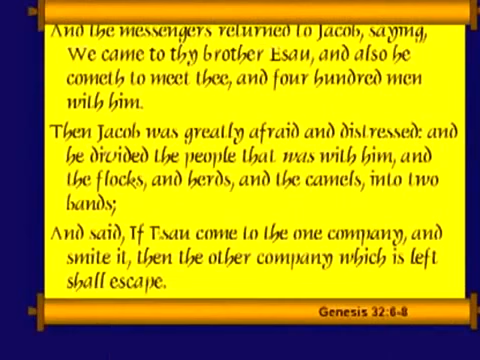 And the messengers returned to Jacob, saying,
We came to thy brother Esau, and also he
cometh to meet thee, and four hundred men
with him.
Then Jacob was greatly afraid and distressed: and
he divided the people that was with him, and
the flocks, and herds, and the camels, into two
bands;
And said, If Esau come to the one company, and
smite it, then the other company which is left
shall escape.
Genesis 32:6-8